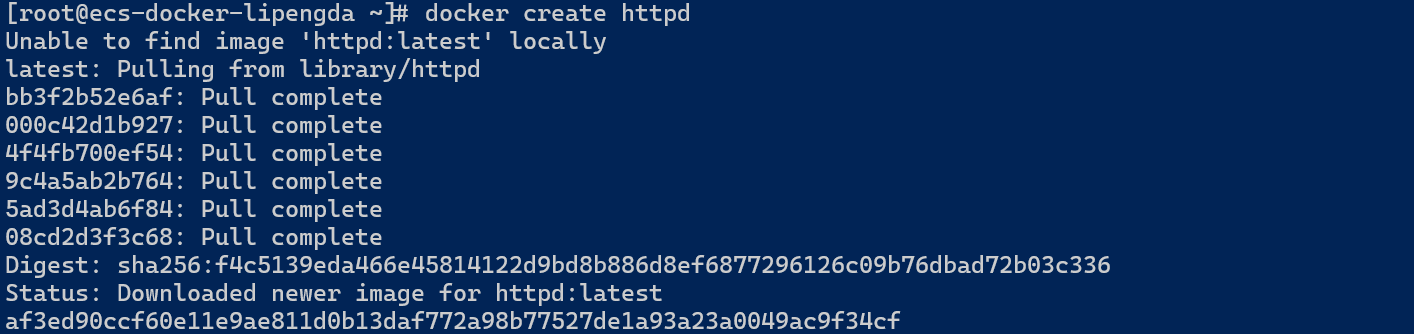 [root@ecs-docker-lipengda ~]# docker create httpd
Unable to find image 'httpd:latest' locally
latest: Pulling from library/httpd
bb3f2b52e6af: Pull complete
000c42d1b927: Pull complete
4f4fb700ef54: Pull complete
9c4a5ab2b764: Pull complete
5ad3d4ab6f84: Pull complete
08cd2d3f3c68: Pull complete
Digest: sha256:f4c5139eda466e45814122d9bd8b886d8ef6877296126c09b76dbad72b03c336
Status: Downloaded newer image for httpd:latest
af3ed90ccf60e11e9ae811d0b13daf772a98b77527de1a93a23a0049ac9f34cf